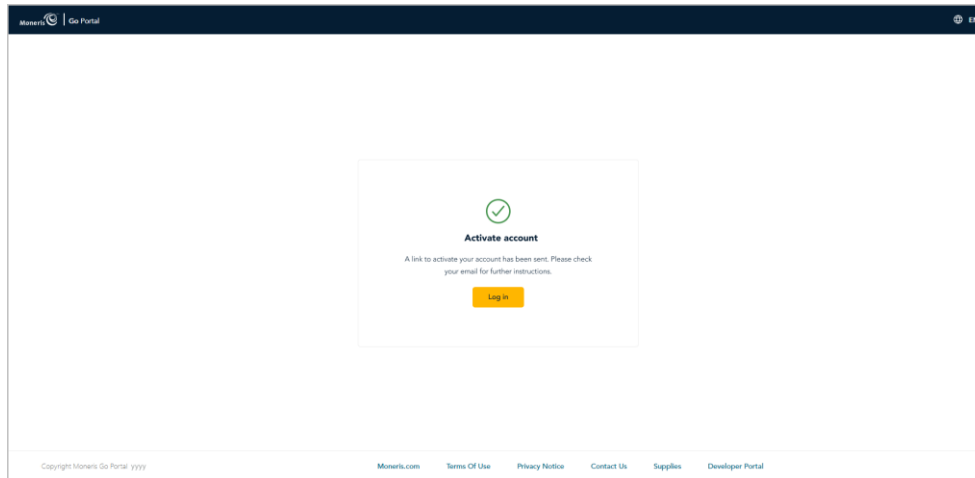 Moneris Go Portal
Activate account
A link to activate your account has been sent. Please check
your email for further instructions.
Log in
Copyright Moneris Go Portal yyyy
Moneris.com Terms Of Use Privacy Notice Contact Us Supplies Developer Portal